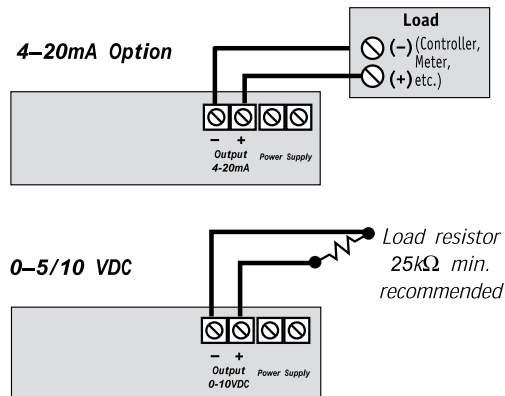 Load
4–20mA Option
(–) (Controller,
Meter,
(+) etc.)
– +
Output Power Supply
4-20mA
0–5/10 VDC
Load resistor
25kΩ min.
recommended
– +
Output Power Supply
0-10VDC